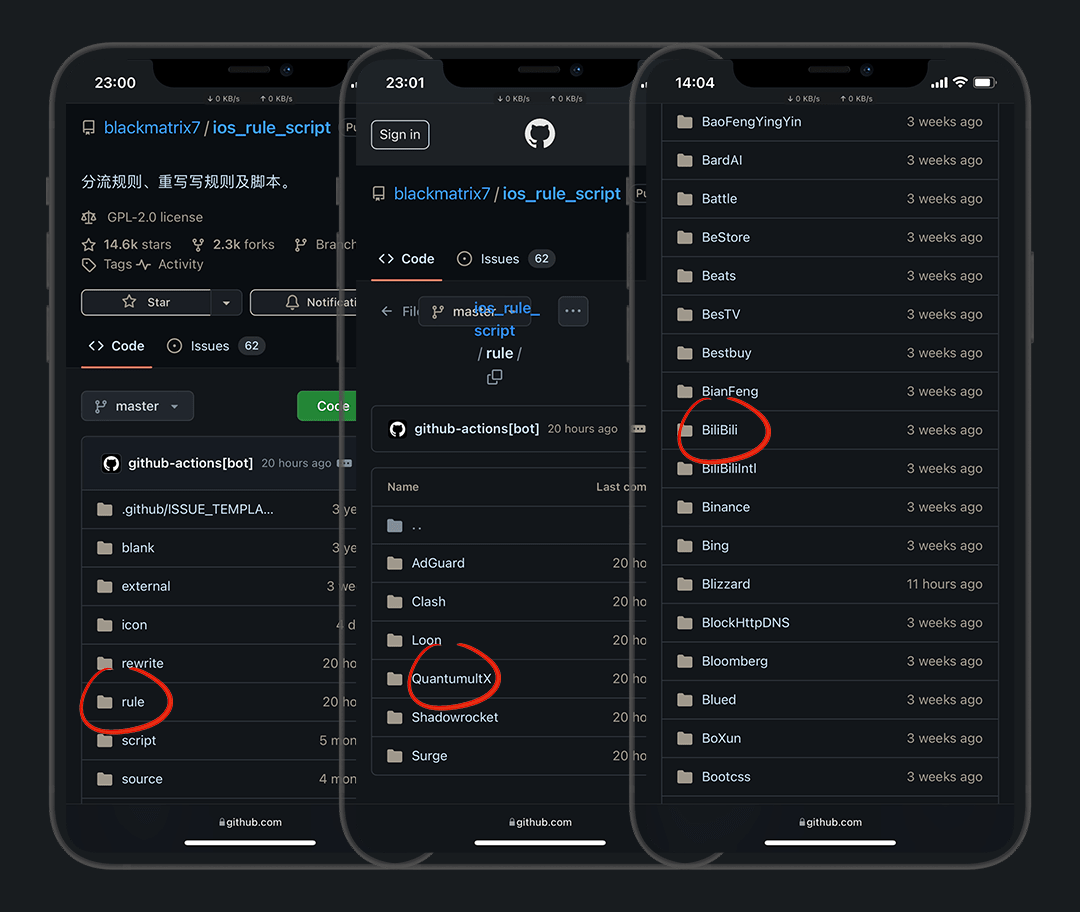 23:00
↓ 0 KB/s ↑ 0 KB/s
blackmatrix7 / ios_rule_script Pu
分流规则、重写写规则及脚本。
GPL-2.0 license
14.6k stars 2.3k forks Branch
Tags Activity
Star Notificati
Code Issues 62
master Code
github-actions[bot] 20 hours ago
.github/ISSUE_TEMPLA... 3 ye
blank 3 ye
external 3 we
icon 4 d
rewrite 20 ho
rule 20 ho
script 5 mon
source 4 mon
github.com
23:01
↓ 0 KB/s ↑ 0 KB/s
Sign in
blackmatrix7 / ios_rule_script Pu
Code Issues 62
← Fil master ios_rule_ ...
script
/ rule /
github-actions[bot] 20 hours ago
Name Last com
..
AdGuard 20 ho
Clash 20 ho
Loon 20 ho
QuantumultX 20 ho
Shadowrocket 20 ho
Surge 20 ho
github.com
14:04
↓ 0 KB/s ↑ 0 KB/s
BaoFengYingYin 3 weeks ago
BardAI 3 weeks ago
Battle 3 weeks ago
BeStore 3 weeks ago
Beats 3 weeks ago
BesTV 3 weeks ago
Bestbuy 3 weeks ago
BianFeng 3 weeks ago
BiliBili 3 weeks ago
BiliBiliIntl 3 weeks ago
Binance 3 weeks ago
Bing 3 weeks ago
Blizzard 11 hours ago
BlockHttpDNS 3 weeks ago
Bloomberg 3 weeks ago
Blued 3 weeks ago
BoXun 3 weeks ago
Bootcss 3 weeks ago
github.com